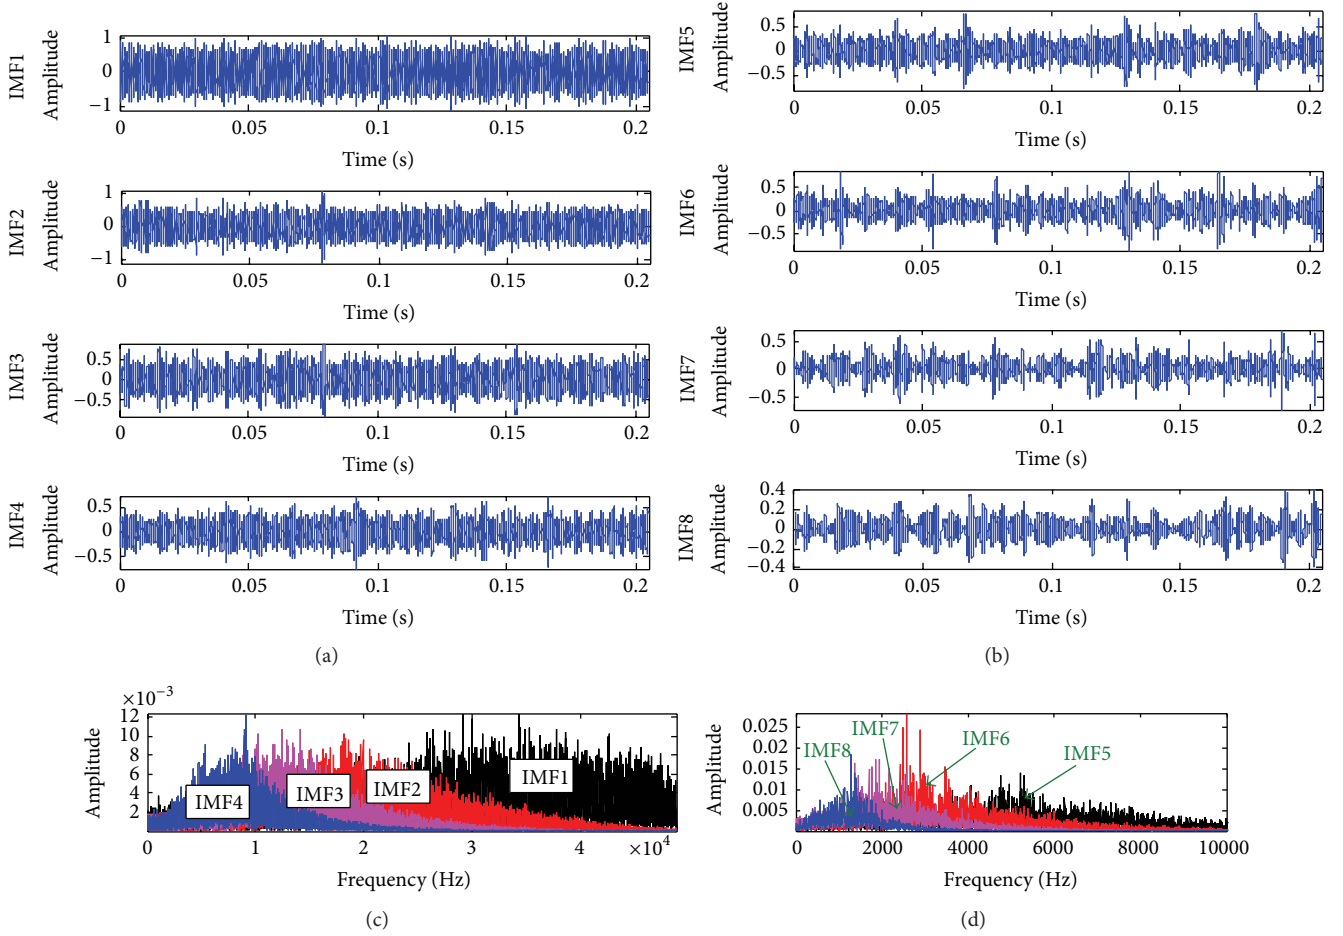 IMF1
Amplitude
1
0
−1
0 0.05 0.1 0.15 0.2
Time (s)
IMF2
Amplitude
1
0
−1
0 0.05 0.1 0.15 0.2
Time (s)
IMF3
Amplitude
0.5
0
−0.5
0 0.05 0.1 0.15 0.2
Time (s)
IMF4
Amplitude
0.5
0
−0.5
0 0.05 0.1 0.15 0.2
Time (s)
(a)
IMF5
Amplitude
0.5
0
−0.5
0 0.05 0.1 0.15 0.2
Time (s)
IMF6
Amplitude
0.5
0
−0.5
0 0.05 0.1 0.15 0.2
Time (s)
IMF7
Amplitude
0.5
0
−0.5
0 0.05 0.1 0.15 0.2
Time (s)
IMF8
Amplitude
0.4
0.2
0
−0.2
−0.4
0 0.05 0.1 0.15 0.2
Time (s)
(b)
×10⁻³
Amplitude
12
10
8
6
4
2
IMF4 IMF3 IMF2 IMF1
0 1 2 3 4
×10⁴
Frequency (Hz)
(c)
Amplitude
0.025
0.02
0.015
0.01
0.005
IMF8 IMF7 IMF6 IMF5
0 2000 4000 6000 8000 10000
Frequency (Hz)
(d)